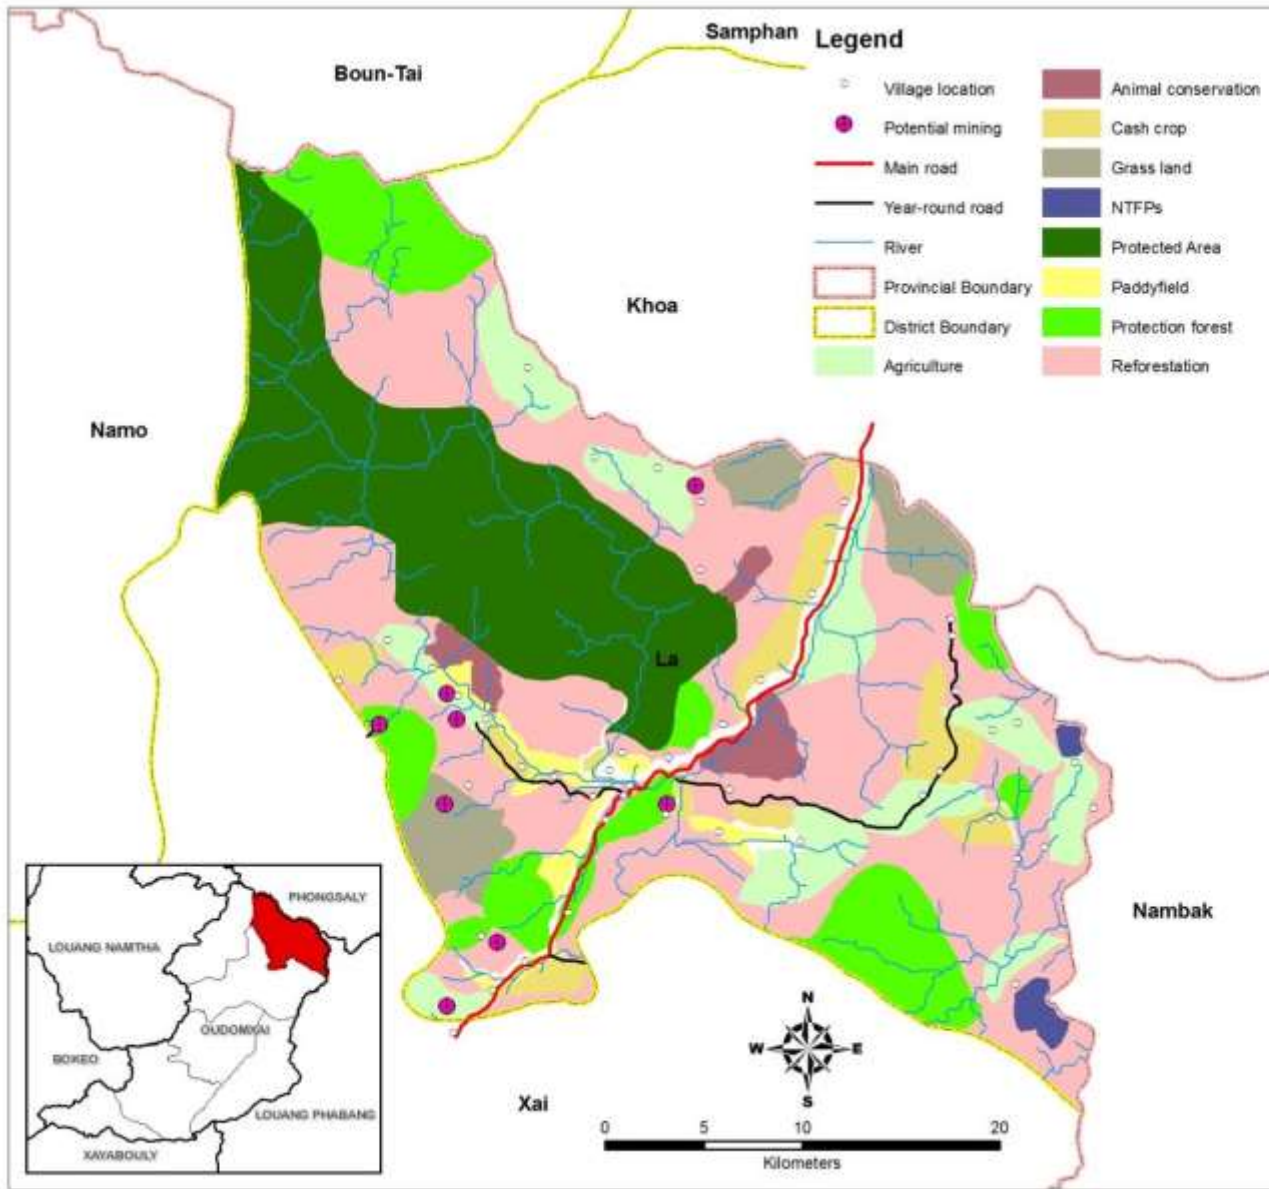 Samphan
Boun-Tai
Khoa
Namo
La
Nambak
Xai
Legend
Village location
Potential mining
Main road
Year-round road
River
Provincial Boundary
District Boundary
Agriculture
Animal conservation
Cash crop
Grass land
NTFPs
Protected Area
Paddyfield
Protection forest
Reforestation
PHONGSALY
LOUANG NAMTHA
OUDOMXAI
BOKEO
LOUANG PHABANG
XAYABOULY
N
W E
S
0 5 10 20
Kilometers